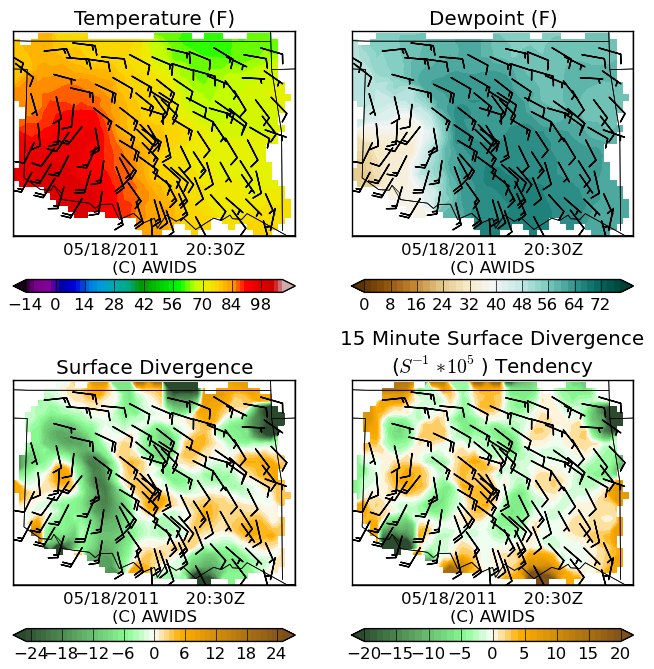 Temperature (F)
Dewpoint (F)
05/18/2011 20:30Z
(C) AWIDS
05/18/2011 20:30Z
(C) AWIDS
−14 0 14 28 42 56 70 84 98
0 8 16 24 32 40 48 56 64 72
Surface Divergence
15 Minute Surface Divergence
(S⁻¹ *10⁵ ) Tendency
05/18/2011 20:30Z
(C) AWIDS
05/18/2011 20:30Z
(C) AWIDS
−24 −18 −12 −6 0 6 12 18 24
−20 −15 −10 −5 0 5 10 15 20